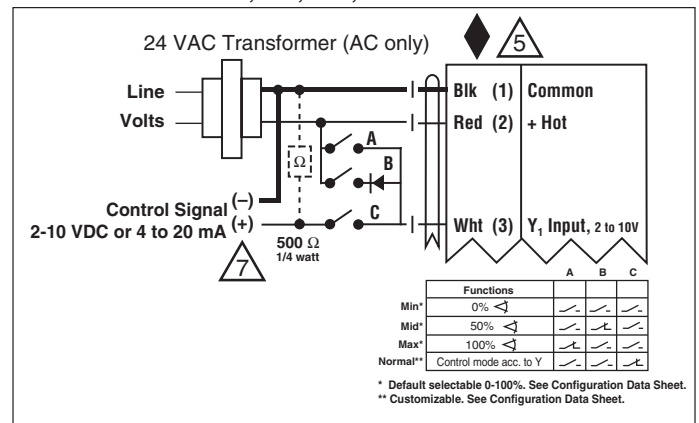 24 VAC Transformer (AC only)
5
Line
Volts
Blk (1) Common
Red (2) + Hot
A
B
Ω
C
Control Signal (–)
2-10 VDC or 4 to 20 mA (+)
Wht (3) Y1 Input, 2 to 10V
500 Ω
1/4 watt
7
A B C
Functions
Min* 0%
Mid* 50%
Max* 100%
Normal** Control mode acc. to Y
* Default selectable 0-100%. See Configuration Data Sheet.
** Customizable. See Configuration Data Sheet.